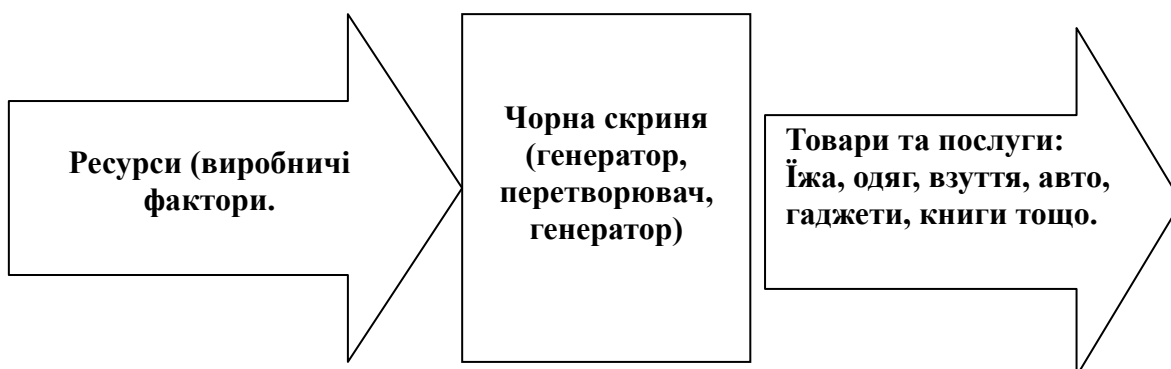 Ресурси (виробничі
фактори.
Чорна скриня
(генератор,
перетворювач,
генератор)
Товари та послуги:
Їжа, одяг, взуття, авто,
гаджети, книги тощо.